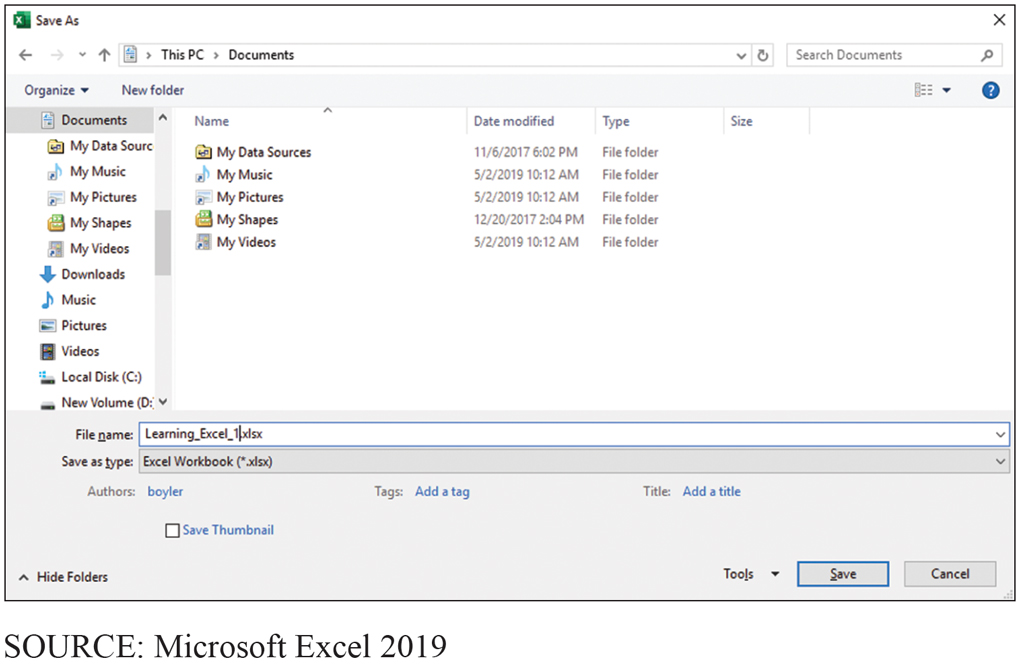 Save As
This PC > Documents
Search Documents
Organize
New folder
?
Documents
My Data Sourc
My Music
My Pictures
My Shapes
My Videos
Downloads
Music
Pictures
Videos
Local Disk (C:)
New Volume (D:
Name Date modified Type Size
My Data Sources 11/6/2017 6:02 PM File folder
My Music 5/2/2019 10:12 AM File folder
My Pictures 5/2/2019 10:12 AM File folder
My Shapes 12/20/2017 2:04 PM File folder
My Videos 5/2/2019 10:12 AM File folder
File name: Learning_Excel_1.xlsx
Save as type: Excel Workbook (*.xlsx)
Authors: boyler Tags: Add a tag Title: Add a title
Save Thumbnail
Hide Folders
Tools Save Cancel
SOURCE: Microsoft Excel 2019